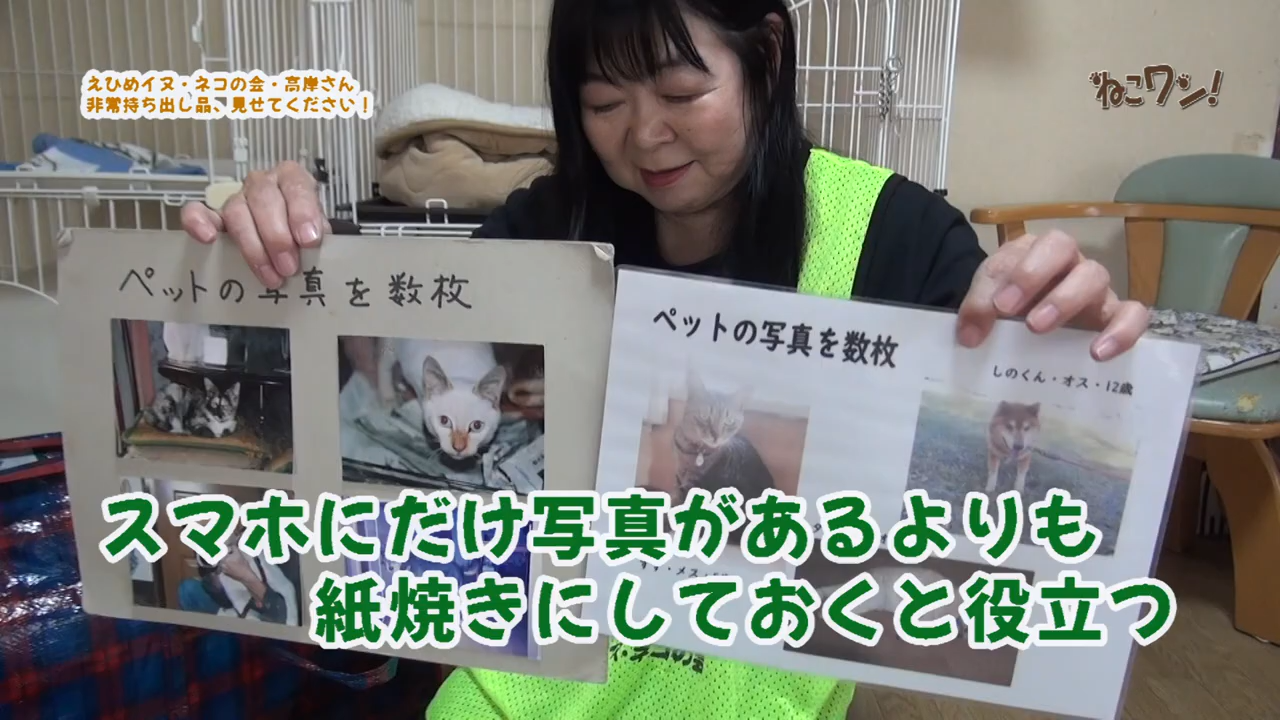 えひめイヌ・ネコの会・高岸さん
非常持ち出し品、見せてください！
ねこワン！
ペットの写真を数枚
ペットの写真を数枚
しのくん・オス・12歳
スマホにだけ写真があるよりも
紙焼きにしておくと役立つ